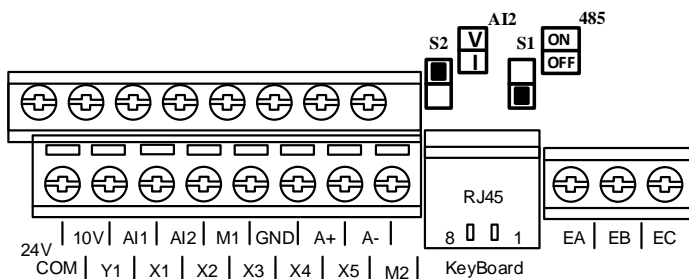 AI2 485
S2 V S1 ON
I OFF
RJ45
8 1
24V 10V AI1 AI2 M1 GND A+ A- EA EB EC
COM Y1 X1 X2 X3 X4 X5 M2 KeyBoard